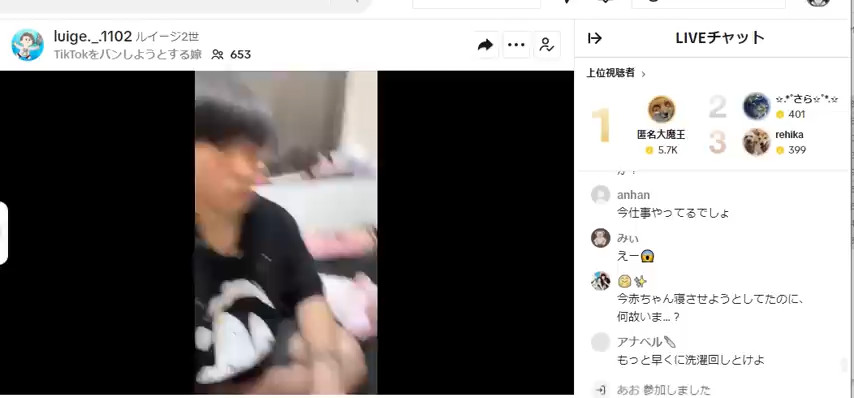 luige._.1102 ルイージ2世
TikTokをバンしようとする嫁 653
LIVEチャット
上位視聴者
1
匿名大魔王
5.7K
2
☆.*˚さら☆˚*.☆
401
3
rehika
399
anhan
今仕事やってるでしょ
みぃ
えー😱
今赤ちゃん寝させようとしてたのに、
何故いま…？
アナベル
もっと早くに洗濯回しとけよ
あお 参加しました